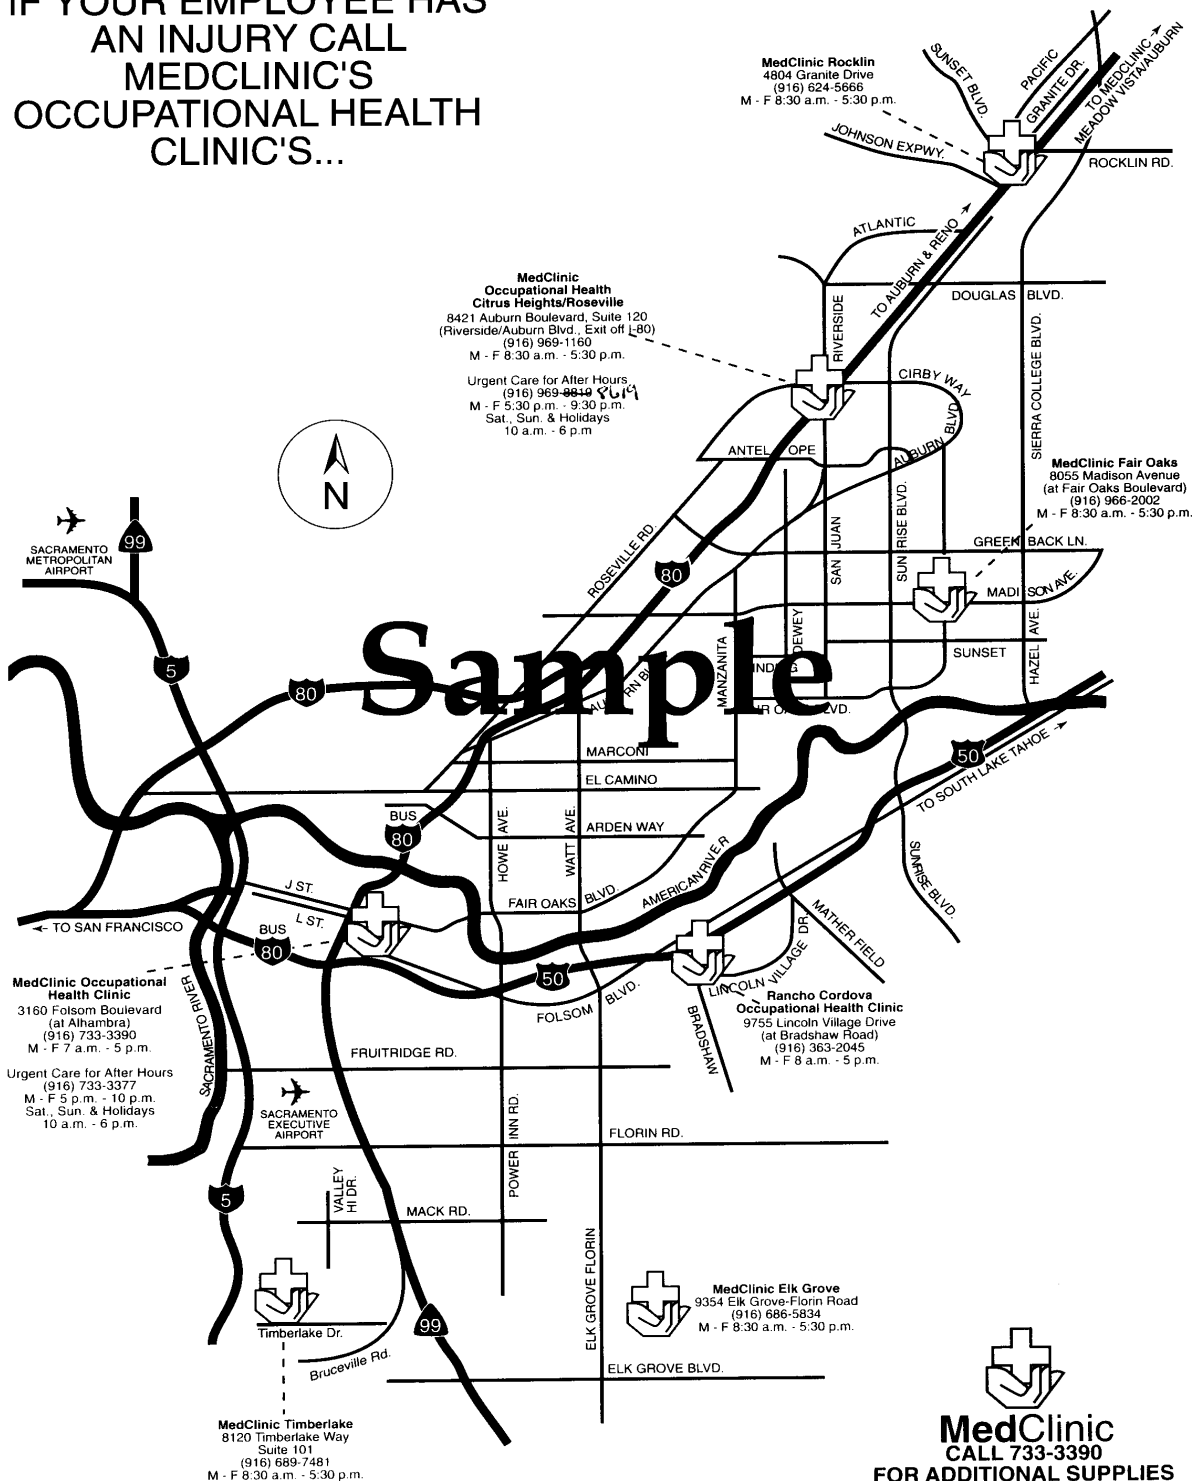 IF YOUR EMPLOYEE HAS
AN INJURY CALL
MEDCLINIC'S
OCCUPATIONAL HEALTH
CLINIC'S...
MedClinic Rocklin
4804 Granite Drive
(916) 624-5666
M - F 8:30 a.m. - 5:30 p.m.
SUNSET BLVD.
PACIFIC
GRANITE DR.
TO MEDCLINIC
MEADOW VISTA/AUBURN
JOHNSON EXPWY.
ROCKLIN RD.
ATLANTIC
TO AUBURN & RENO
DOUGLAS BLVD.
RIVERSIDE
SIERRA COLLEGE BLVD.
MedClinic
Occupational Health
Citrus Heights/Roseville
8421 Auburn Boulevard, Suite 120
(Riverside/Auburn Blvd., Exit off I-80)
(916) 969-1160
M - F 8:30 a.m. - 5:30 p.m.
Urgent Care for After Hours
(916) 969-8819 8619
M - F 5:30 p.m. - 9:30 p.m.
Sat., Sun. & Holidays
10 a.m. - 6 p.m
CIRBY WAY
ANTELOPE
AUBURN BLVD.
N
MedClinic Fair Oaks
8055 Madison Avenue
(at Fair Oaks Boulevard)
(916) 966-2002
M - F 8:30 a.m. - 5:30 p.m.
SACRAMENTO
METROPOLITAN
AIRPORT
99
ROSEVILLE RD.
80
SAN JUAN
SUNRISE BLVD.
GREENBACK LN.
MADISON AVE.
HAZEL AVE.
DEWEY
MANZANITA
SUNSET
Sample
5
80
MARCONI
EL CAMINO
ARDEN WAY
HOWE AVE.
WATT AVE.
BUS
80
FAIR OAKS BLVD.
AMERICAN RIVER
50
TO SOUTH LAKE TAHOE
SUNRISE BLVD.
J ST.
L ST.
TO SAN FRANCISCO
BUS
80
50
FOLSOM BLVD.
LINCOLN VILLAGE DR.
MATHER FIELD
BRADSHAW
MedClinic Occupational
Health Clinic
3160 Folsom Boulevard
(at Alhambra)
(916) 733-3390
M - F 7 a.m. - 5 p.m.
Urgent Care for After Hours
(916) 733-3377
M - F 5 p.m. - 10 p.m.
Sat., Sun. & Holidays
10 a.m. - 6 p.m.
SACRAMENTO RIVER
Rancho Cordova
Occupational Health Clinic
9755 Lincoln Village Drive
(at Bradshaw Road)
(916) 363-2045
M - F 8 a.m. - 5 p.m.
FRUITRIDGE RD.
SACRAMENTO
EXECUTIVE
AIRPORT
POWER INN RD.
FLORIN RD.
VALLEY
HI DR.
MACK RD.
5
ELK GROVE FLORIN
MedClinic Elk Grove
9354 Elk Grove-Florin Road
(916) 686-5834
M - F 8:30 a.m. - 5:30 p.m.
Timberlake Dr.
Bruceville Rd.
99
ELK GROVE BLVD.
MedClinic Timberlake
8120 Timberlake Way
Suite 101
(916) 689-7481
M - F 8:30 a.m. - 5:30 p.m.
MedClinic
CALL 733-3390
FOR ADDITIONAL SUPPLIES